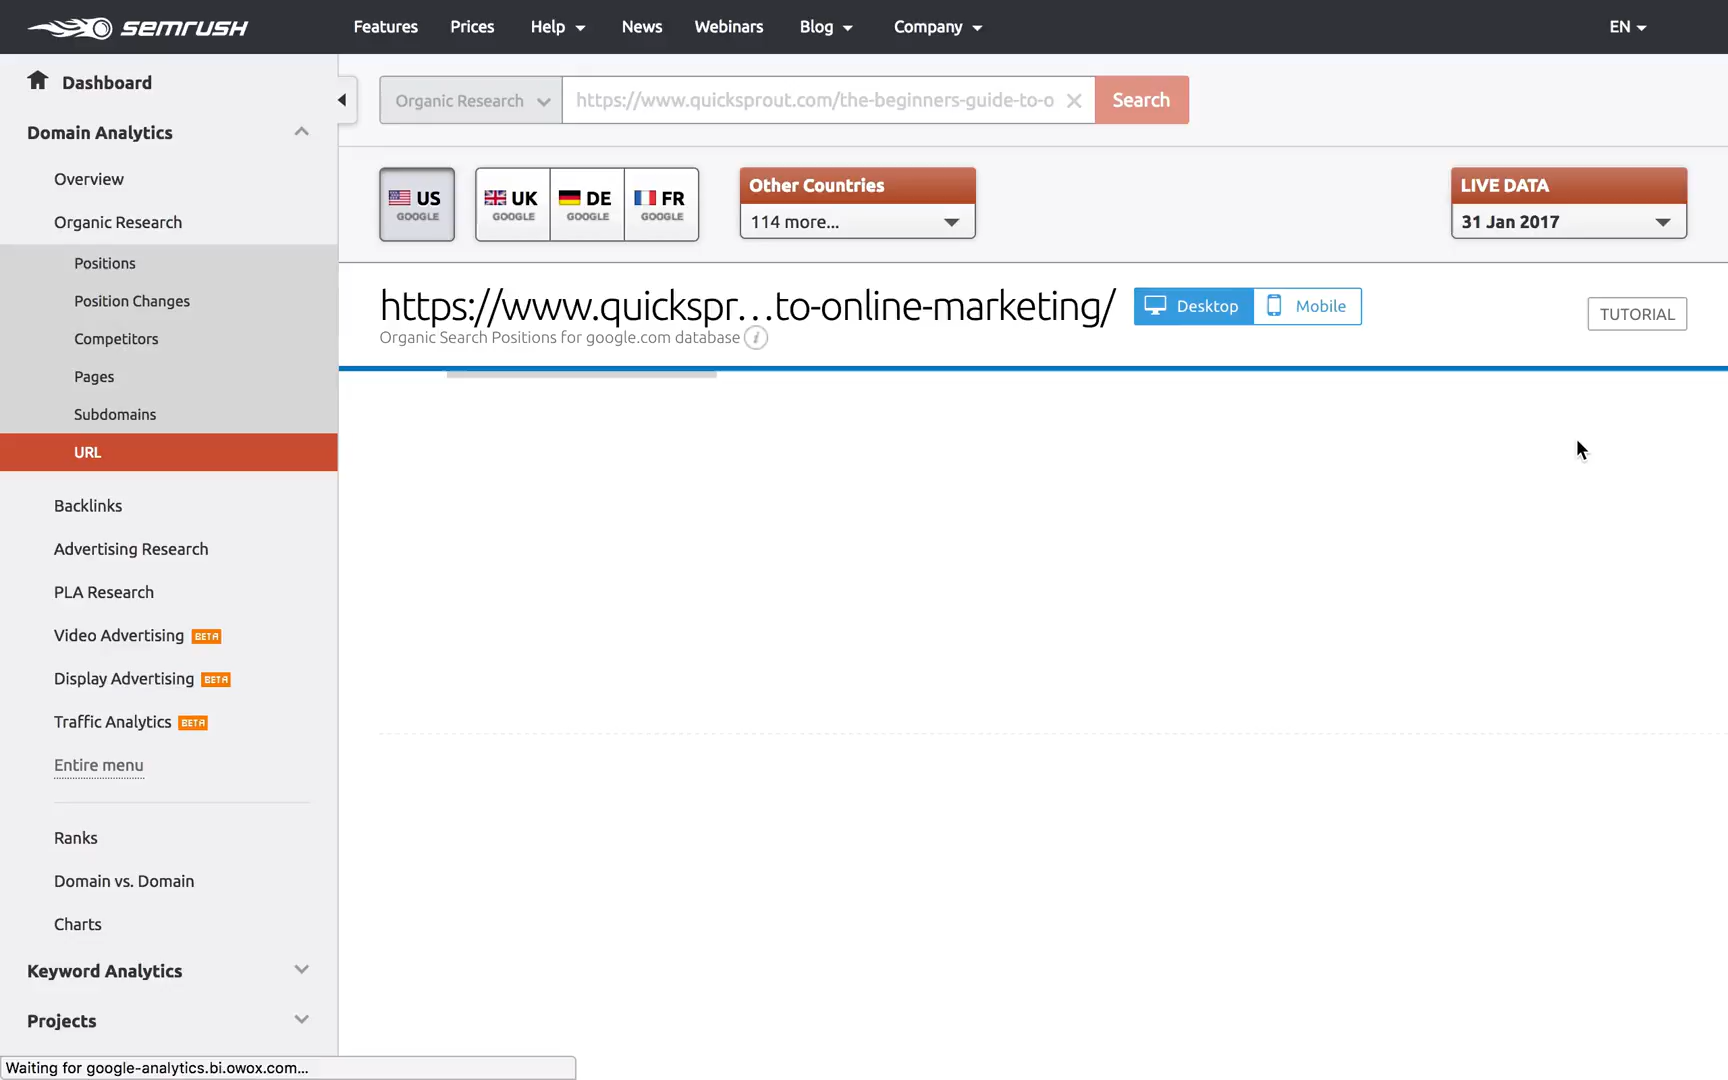 SEMRUSH
Features
Prices
Help
News
Webinars
Blog
Company
EN
Dashboard
Domain Analytics
Overview
Organic Research
Positions
Position Changes
Competitors
Pages
Subdomains
URL
Backlinks
Advertising Research
PLA Research
Video Advertising BETA
Display Advertising BETA
Traffic Analytics BETA
Entire menu
Ranks
Domain vs. Domain
Charts
Keyword Analytics
Projects
Organic Research
https://www.quicksprout.com/the-beginners-guide-to-o
Search
US
GOOGLE
UK
GOOGLE
DE
GOOGLE
FR
GOOGLE
Other Countries
114 more...
LIVE DATA
31 Jan 2017
https://www.quickspr...to-online-marketing/
Desktop
Mobile
TUTORIAL
Organic Search Positions for google.com database i
Waiting for google-analytics.bi.owox.com...